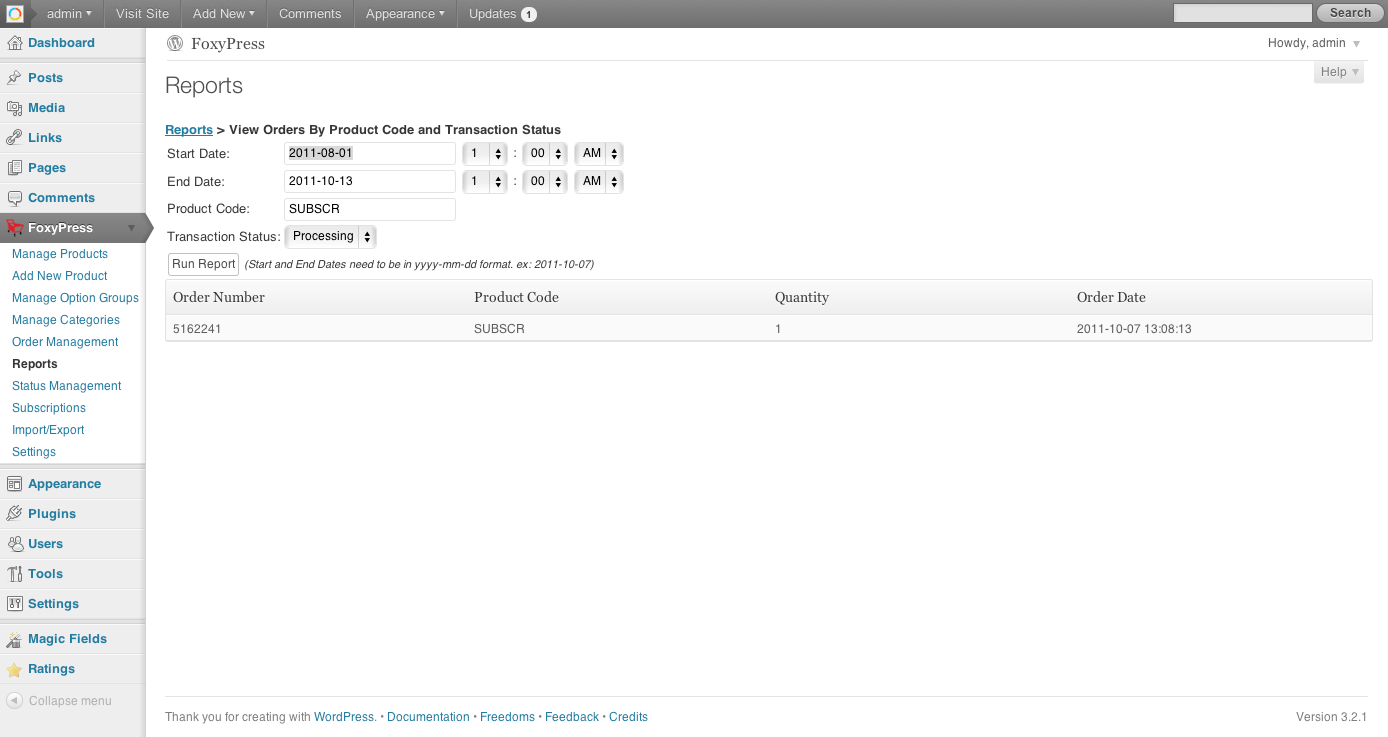 admin Visit Site Add New Comments Appearance Updates 1 Search
Dashboard
Posts
Media
Links
Pages
Comments
FoxyPress
Manage Products
Add New Product
Manage Option Groups
Manage Categories
Order Management
Reports
Status Management
Subscriptions
Import/Export
Settings
Appearance
Plugins
Users
Tools
Settings
Magic Fields
Ratings
Collapse menu
FoxyPress Howdy, admin
Help
Reports
Reports > View Orders By Product Code and Transaction Status
Start Date: 2011-08-01 1 : 00 AM
End Date: 2011-10-13 1 : 00 AM
Product Code: SUBSCR
Transaction Status: Processing
Run Report (Start and End Dates need to be in yyyy-mm-dd format. ex: 2011-10-07)
Order Number Product Code Quantity Order Date
5162241 SUBSCR 1 2011-10-07 13:08:13
Thank you for creating with WordPress. • Documentation • Freedoms • Feedback • Credits Version 3.2.1